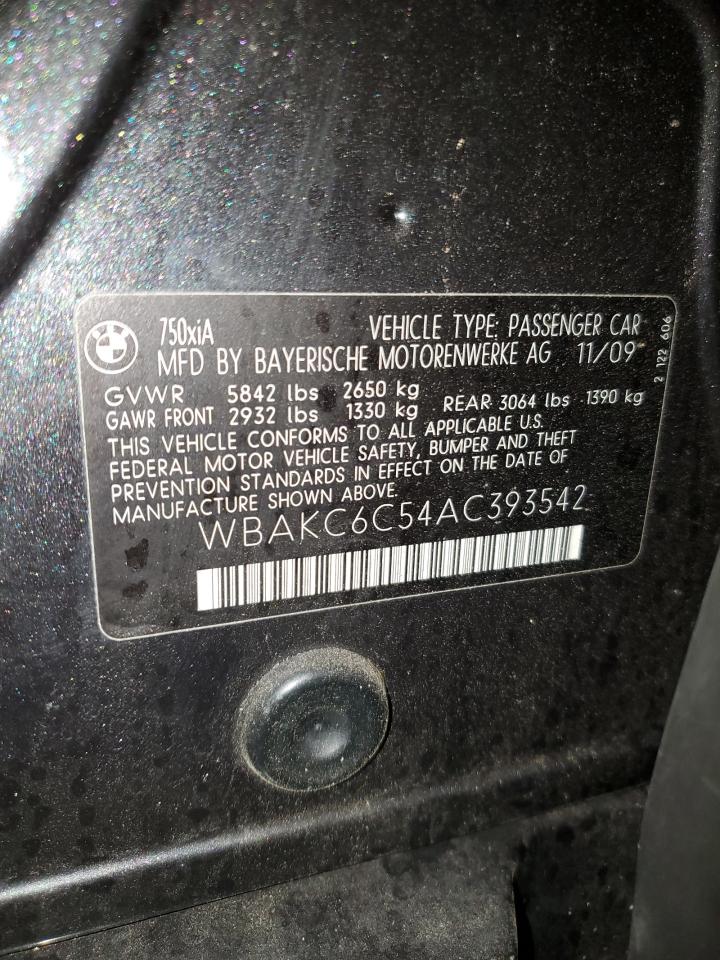 BMW
750xiA VEHICLE TYPE: PASSENGER CAR
MFD BY BAYERISCHE MOTORENWERKE AG 11/09
GVWR 5842 lbs 2650 kg
GAWR FRONT 2932 lbs 1330 kg REAR 3064 lbs 1390 kg
THIS VEHICLE CONFORMS TO ALL APPLICABLE U.S.
FEDERAL MOTOR VEHICLE SAFETY, BUMPER AND THEFT
PREVENTION STANDARDS IN EFFECT ON THE DATE OF
MANUFACTURE SHOWN ABOVE.
WBAKC6C54AC393542
2 122 606